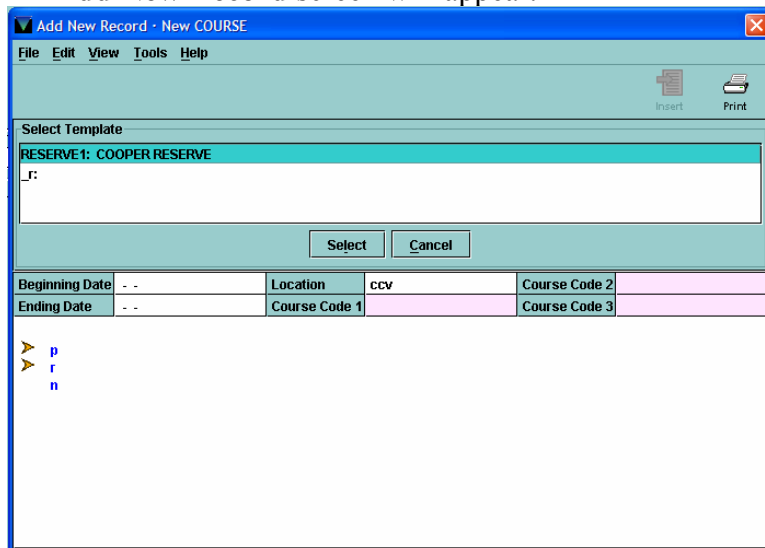 Add New Record - New COURSE
File Edit View Tools Help
Insert Print
Select Template
RESERVE1: COOPER RESERVE
_r:
Select Cancel
Beginning Date - - Location ccv Course Code 2
Ending Date - - Course Code 1 Course Code 3
p
r
n